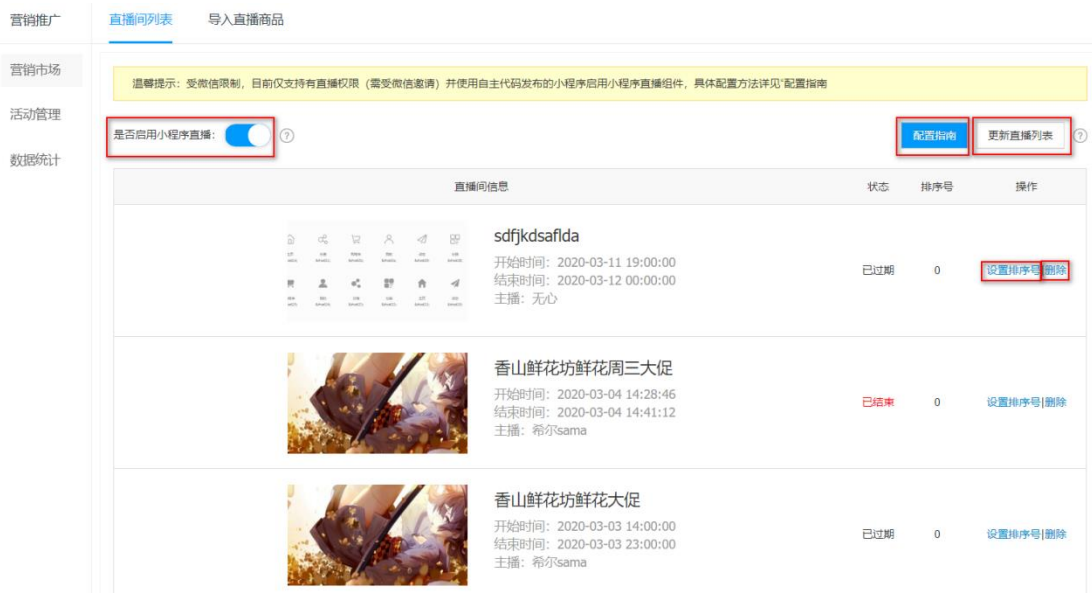 营销推广
直播间列表 导入直播商品
营销市场
活动管理
数据统计
温馨提示：受微信限制，目前仅支持有直播权限（需受微信邀请）并使用自主代码发布的小程序启用小程序直播组件，具体配置方法详见"配置指南
是否启用小程序直播： ? 配置指南 更新直播列表 ?
直播间信息 状态 排序号 操作
sdfjkdsaflda
开始时间：2020-03-11 19:00:00
结束时间：2020-03-12 00:00:00
主播：无心
已过期 0 设置排序号|删除
香山鲜花坊鲜花周三大促
开始时间：2020-03-04 14:28:46
结束时间：2020-03-04 14:41:12
主播：希尔sama
已结束 0 设置排序号|删除
香山鲜花坊鲜花大促
开始时间：2020-03-03 14:00:00
结束时间：2020-03-03 23:00:00
主播：希尔sama
已过期 0 设置排序号|删除